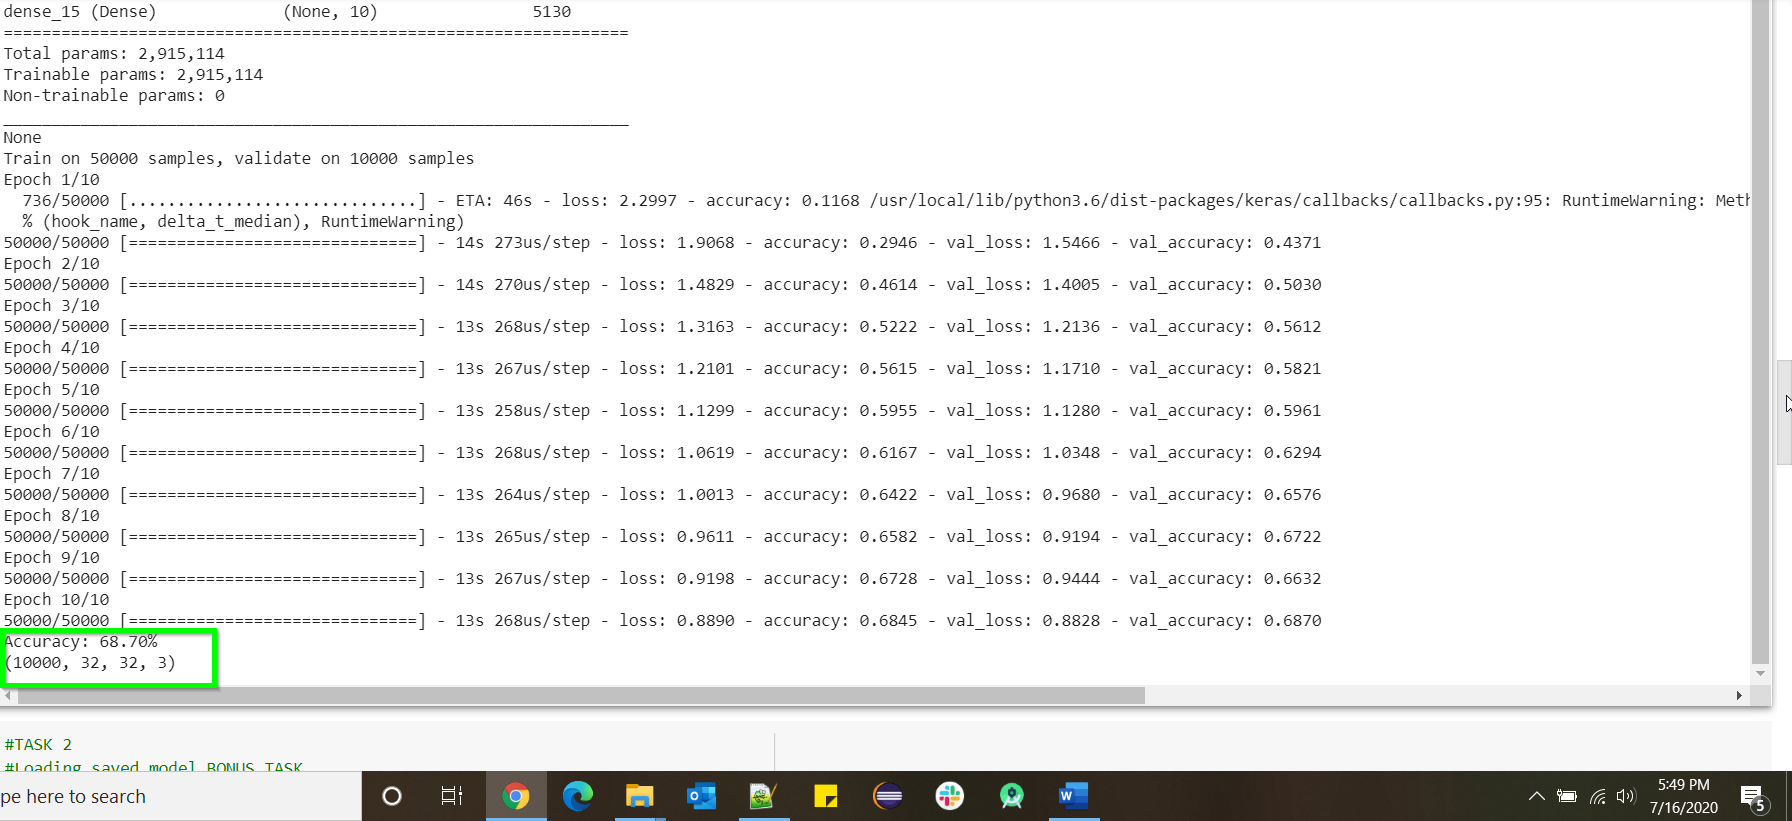 dense_15 (Dense)             (None, 10)                5130
=================================================================
Total params: 2,915,114
Trainable params: 2,915,114
Non-trainable params: 0
_________________________________________________________________
None
Train on 50000 samples, validate on 10000 samples
Epoch 1/10
736/50000 [..............................] - ETA: 46s - loss: 2.2997 - accuracy: 0.1168 /usr/local/lib/python3.6/dist-packages/keras/callbacks/callbacks.py:95: RuntimeWarning: Meth
% (hook_name, delta_t_median), RuntimeWarning)
50000/50000 [==============================] - 14s 273us/step - loss: 1.9068 - accuracy: 0.2946 - val_loss: 1.5466 - val_accuracy: 0.4371
Epoch 2/10
50000/50000 [==============================] - 14s 270us/step - loss: 1.4829 - accuracy: 0.4614 - val_loss: 1.4005 - val_accuracy: 0.5030
Epoch 3/10
50000/50000 [==============================] - 13s 268us/step - loss: 1.3163 - accuracy: 0.5222 - val_loss: 1.2136 - val_accuracy: 0.5612
Epoch 4/10
50000/50000 [==============================] - 13s 267us/step - loss: 1.2101 - accuracy: 0.5615 - val_loss: 1.1710 - val_accuracy: 0.5821
Epoch 5/10
50000/50000 [==============================] - 13s 258us/step - loss: 1.1299 - accuracy: 0.5955 - val_loss: 1.1280 - val_accuracy: 0.5961
Epoch 6/10
50000/50000 [==============================] - 13s 268us/step - loss: 1.0619 - accuracy: 0.6167 - val_loss: 1.0348 - val_accuracy: 0.6294
Epoch 7/10
50000/50000 [==============================] - 13s 264us/step - loss: 1.0013 - accuracy: 0.6422 - val_loss: 0.9680 - val_accuracy: 0.6576
Epoch 8/10
50000/50000 [==============================] - 13s 265us/step - loss: 0.9611 - accuracy: 0.6582 - val_loss: 0.9194 - val_accuracy: 0.6722
Epoch 9/10
50000/50000 [==============================] - 13s 267us/step - loss: 0.9198 - accuracy: 0.6728 - val_loss: 0.9444 - val_accuracy: 0.6632
Epoch 10/10
50000/50000 [==============================] - 13s 268us/step - loss: 0.8890 - accuracy: 0.6845 - val_loss: 0.8828 - val_accuracy: 0.6870
Accuracy: 68.70%
(10000, 32, 32, 3)
#TASK 2
#Loading saved model BONUS TASK
pe here to search
5:49 PM
7/16/2020
5